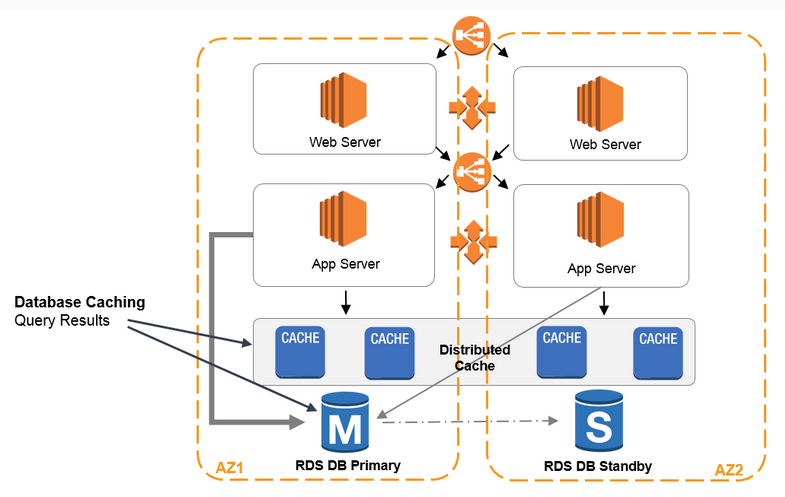 Web Server
Web Server
App Server
App Server
Database Caching
Query Results
CACHE
CACHE
Distributed
Cache
CACHE
CACHE
M
S
RDS DB Primary
RDS DB Standby
AZ1
AZ2